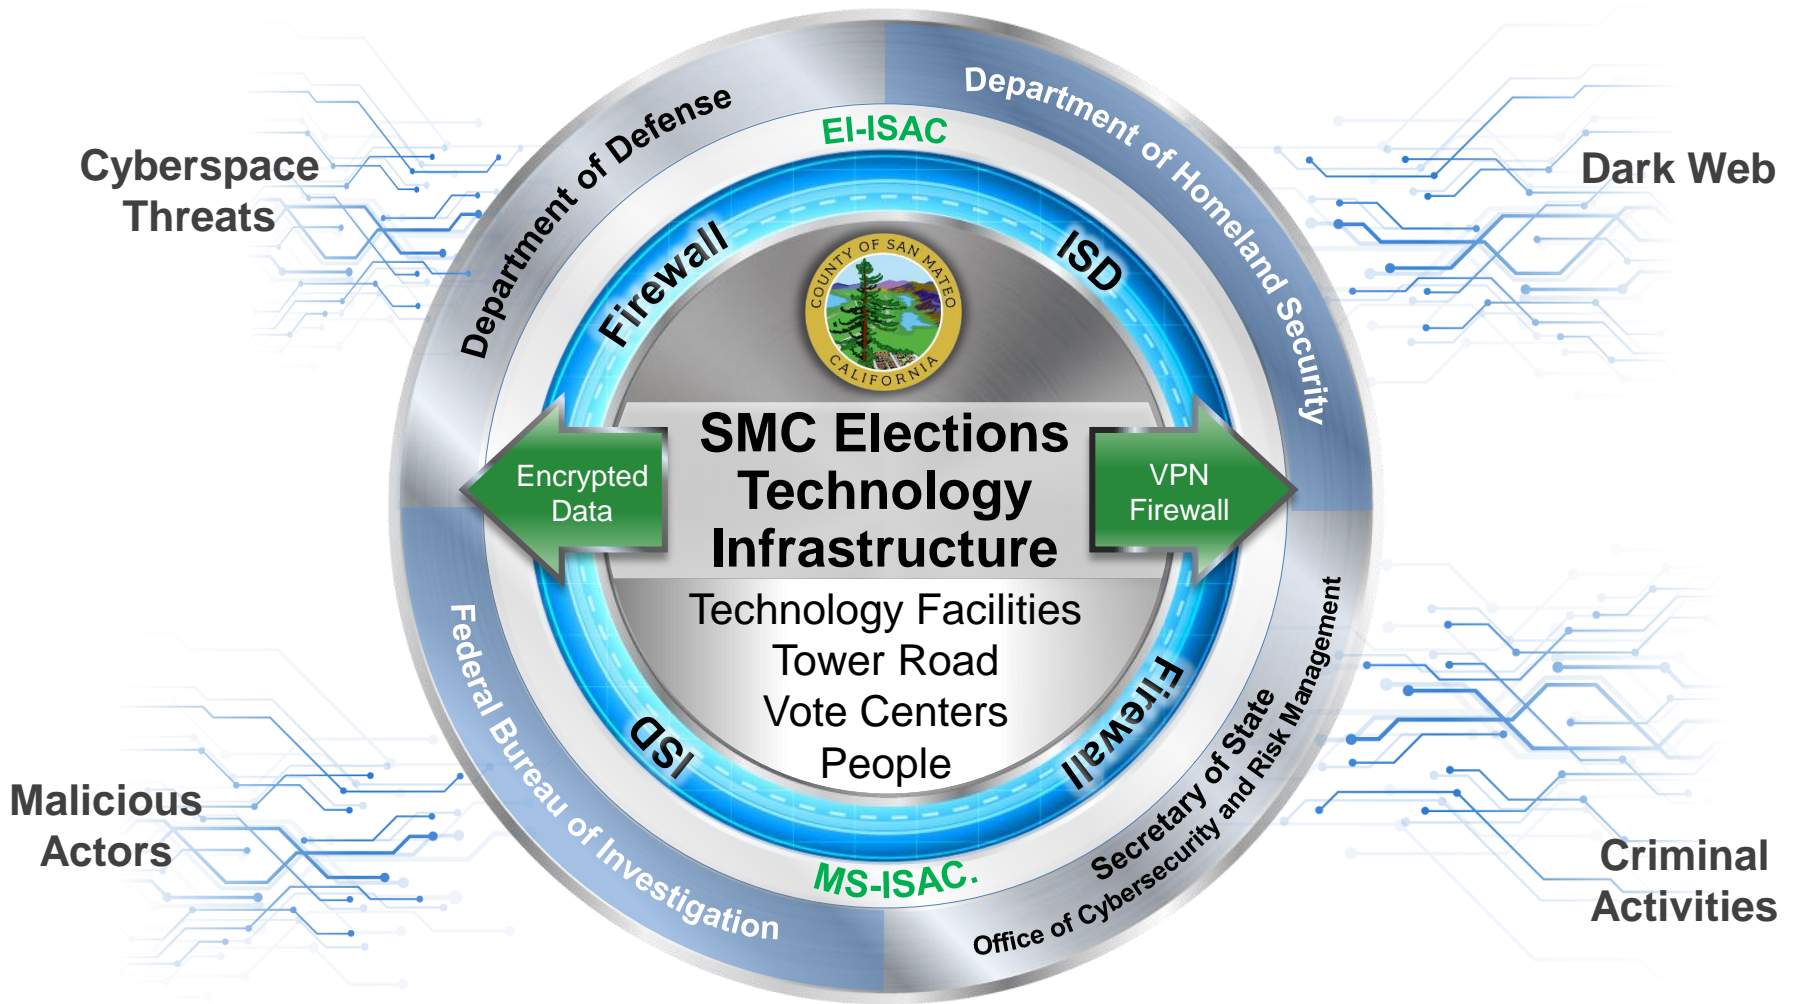 Department of Defense
Department of Homeland Security
EI-ISAC
Cyberspace
Threats
Dark Web
Firewall
ISD
COUNTY OF SAN MATEO
CALIFORNIA
SMC Elections
Technology
Infrastructure
Encrypted
Data
VPN
Firewall
Technology Facilities
Tower Road
Vote Centers
People
ISD
Firewall
Federal Bureau of Investigation
Secretary of State
Office of Cybersecurity and Risk Management
MS-ISAC.
Malicious
Actors
Criminal
Activities